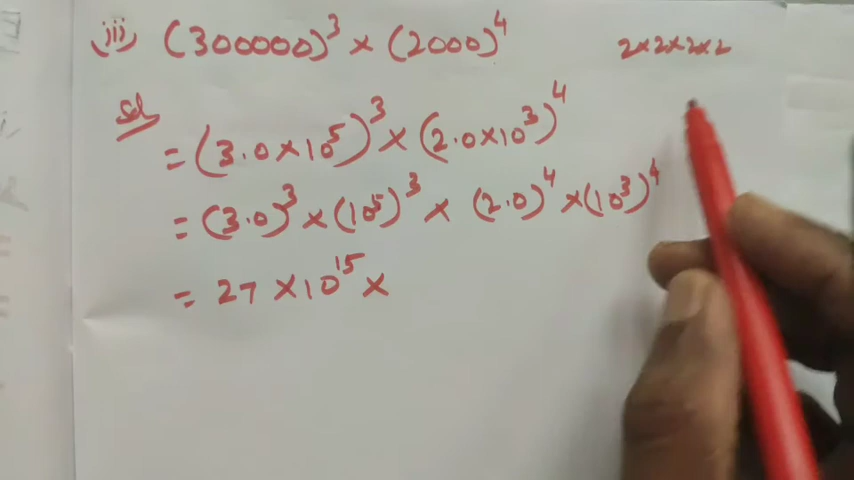 iii) (300000)³ × (2000)⁴
2×2×2×2
Sol
= (3.0×10⁵)³ × (2.0×10³)⁴
= (3.0)³ × (10⁵)³ × (2.0)⁴ × (10³)⁴
= 27 × 10¹⁵ ×